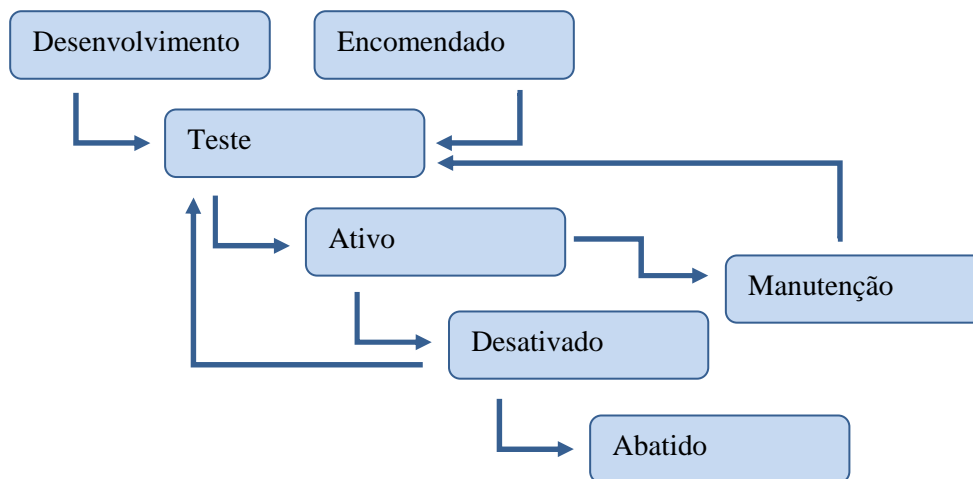 Desenvolvimento
Encomendado
Teste
Ativo
Manutenção
Desativado
Abatido